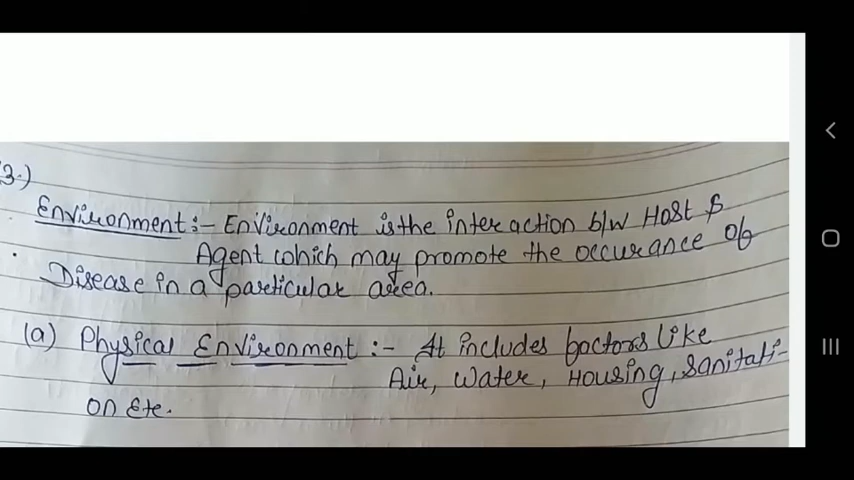 3.)
Environment :- Environment is the interaction b/w Host &
Agent which may promote the occurance of
Disease in a particular area.
(a) Physical Environment :- It includes factors like
Air, Water, Housing, Sanitati-
on Etc.